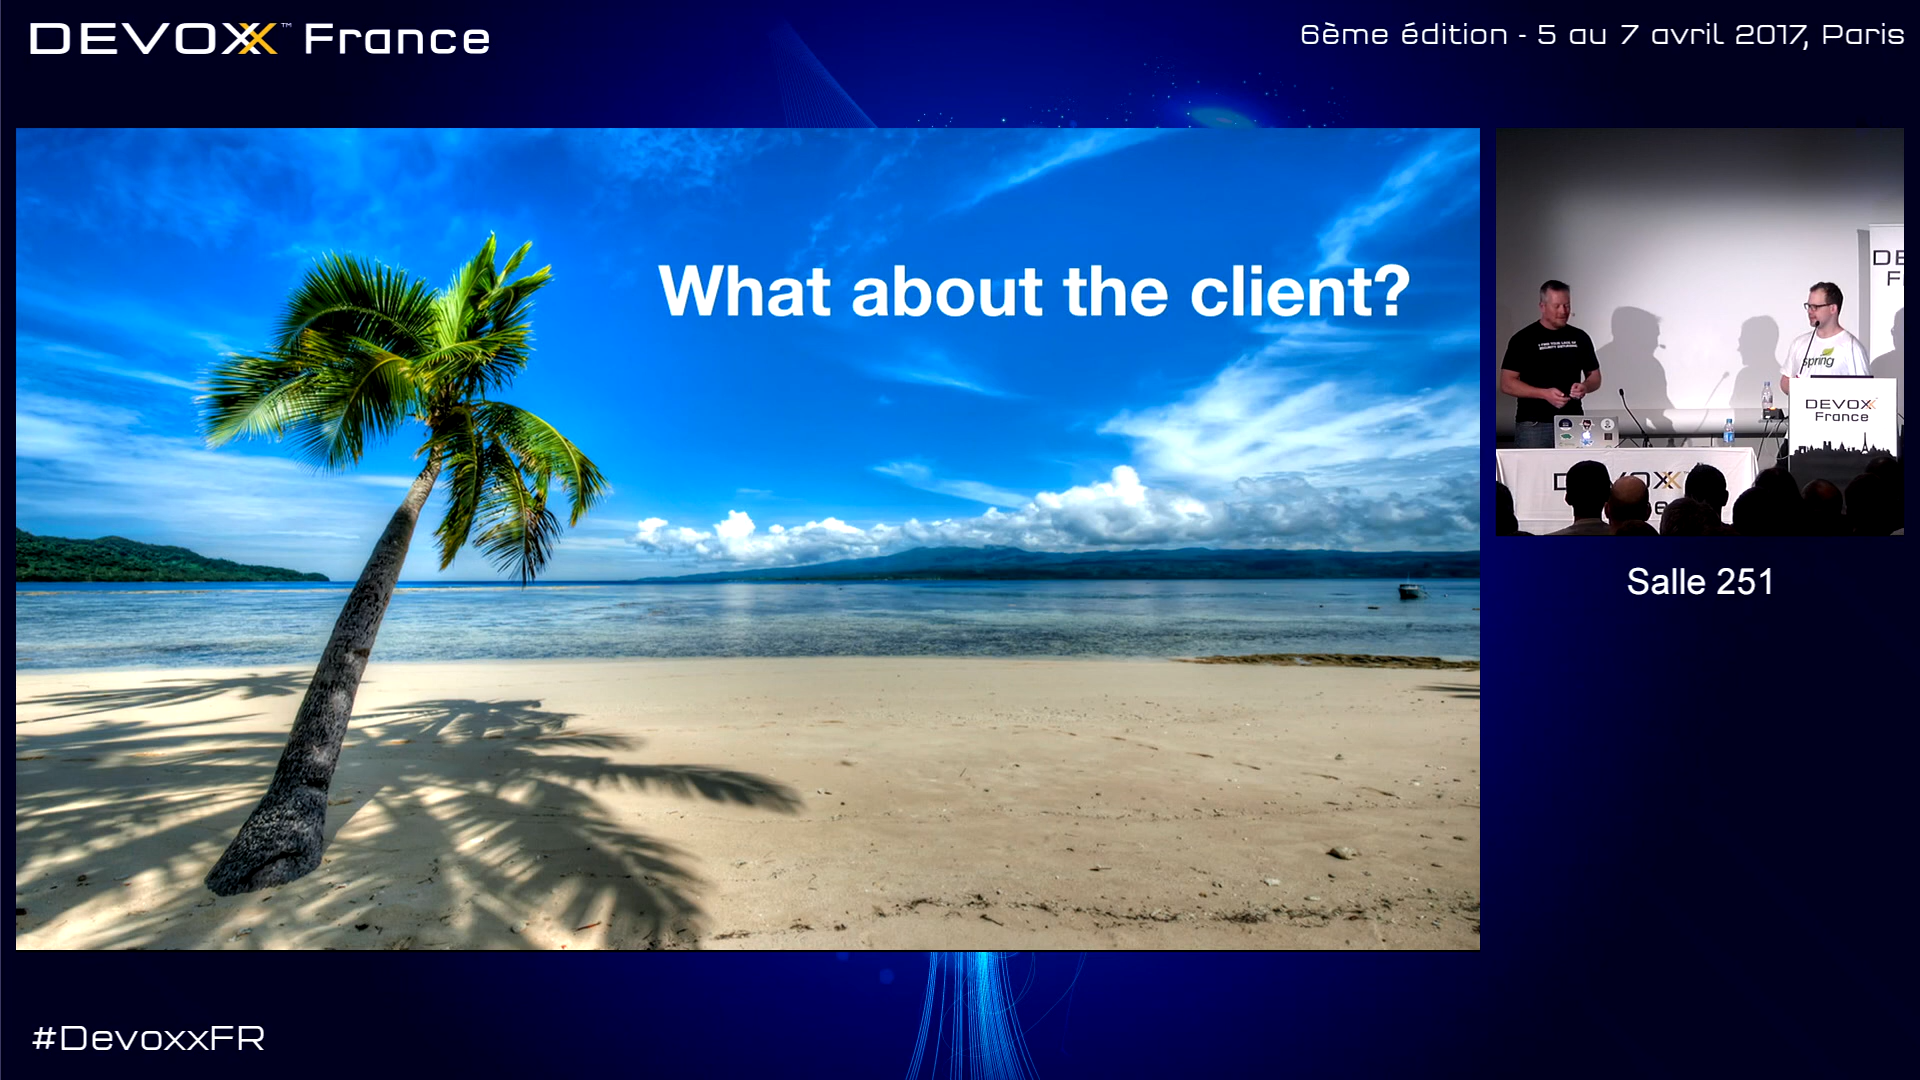 DEVOXX™ France
6ème édition - 5 au 7 avril 2017, Paris
What about the client?
spring
DEVOXX
France
DEVOXX
Salle 251
#DevoxxFR